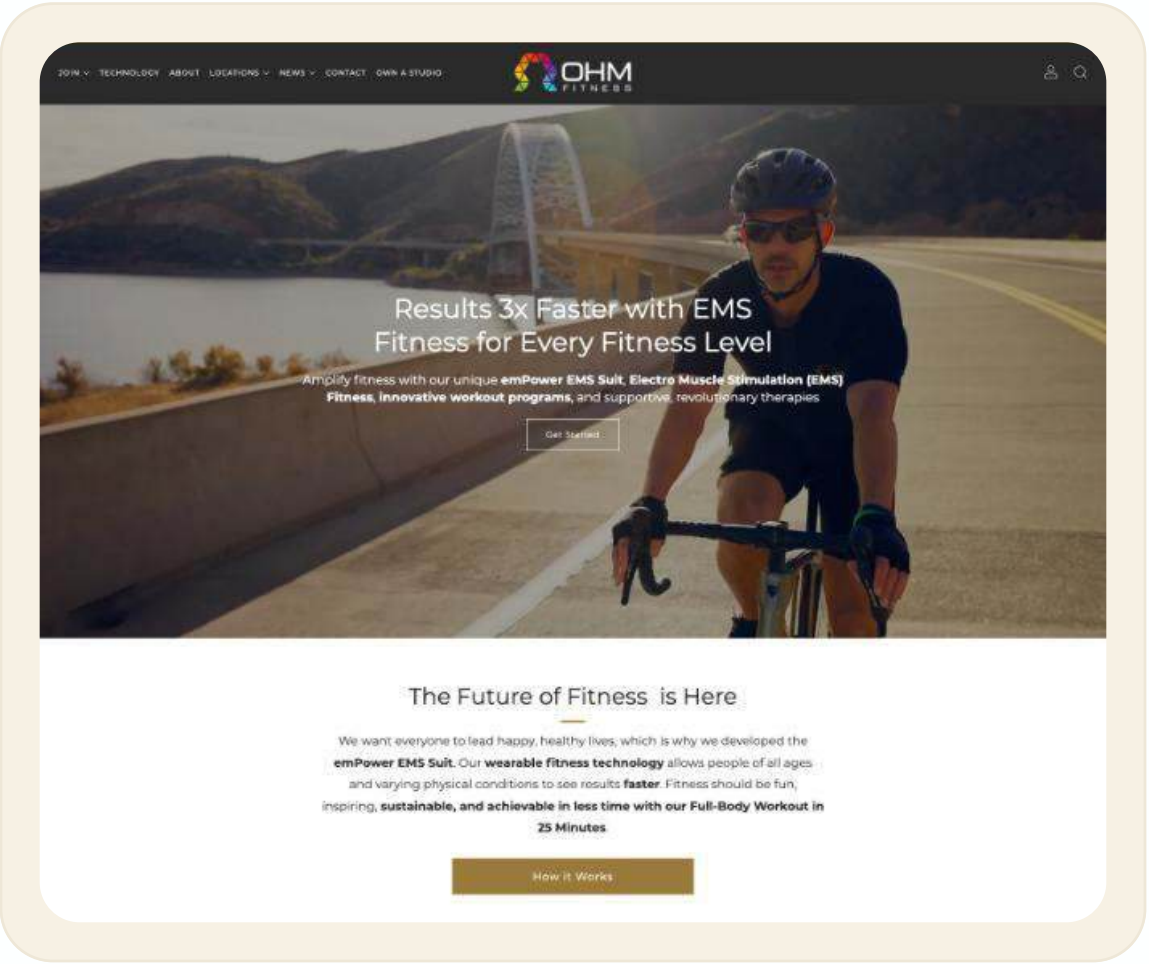 JOIN TECHNOLOGY ABOUT LOCATIONS NEWS CONTACT OWN A STUDIO
OHM
FITNESS
Results 3x Faster with EMS
Fitness for Every Fitness Level
Amplify fitness with our unique emPower EMS Suit, Electro Muscle Stimulation (EMS)
Fitness, innovative workout programs, and supportive, revolutionary therapies
Get Started
The Future of Fitness is Here
We want everyone to lead happy, healthy lives, which is why we developed the
emPower EMS Suit. Our wearable fitness technology allows people of all ages
and varying physical conditions to see results faster. Fitness should be fun,
inspiring, sustainable, and achievable in less time with our Full-Body Workout in
25 Minutes
How it Works